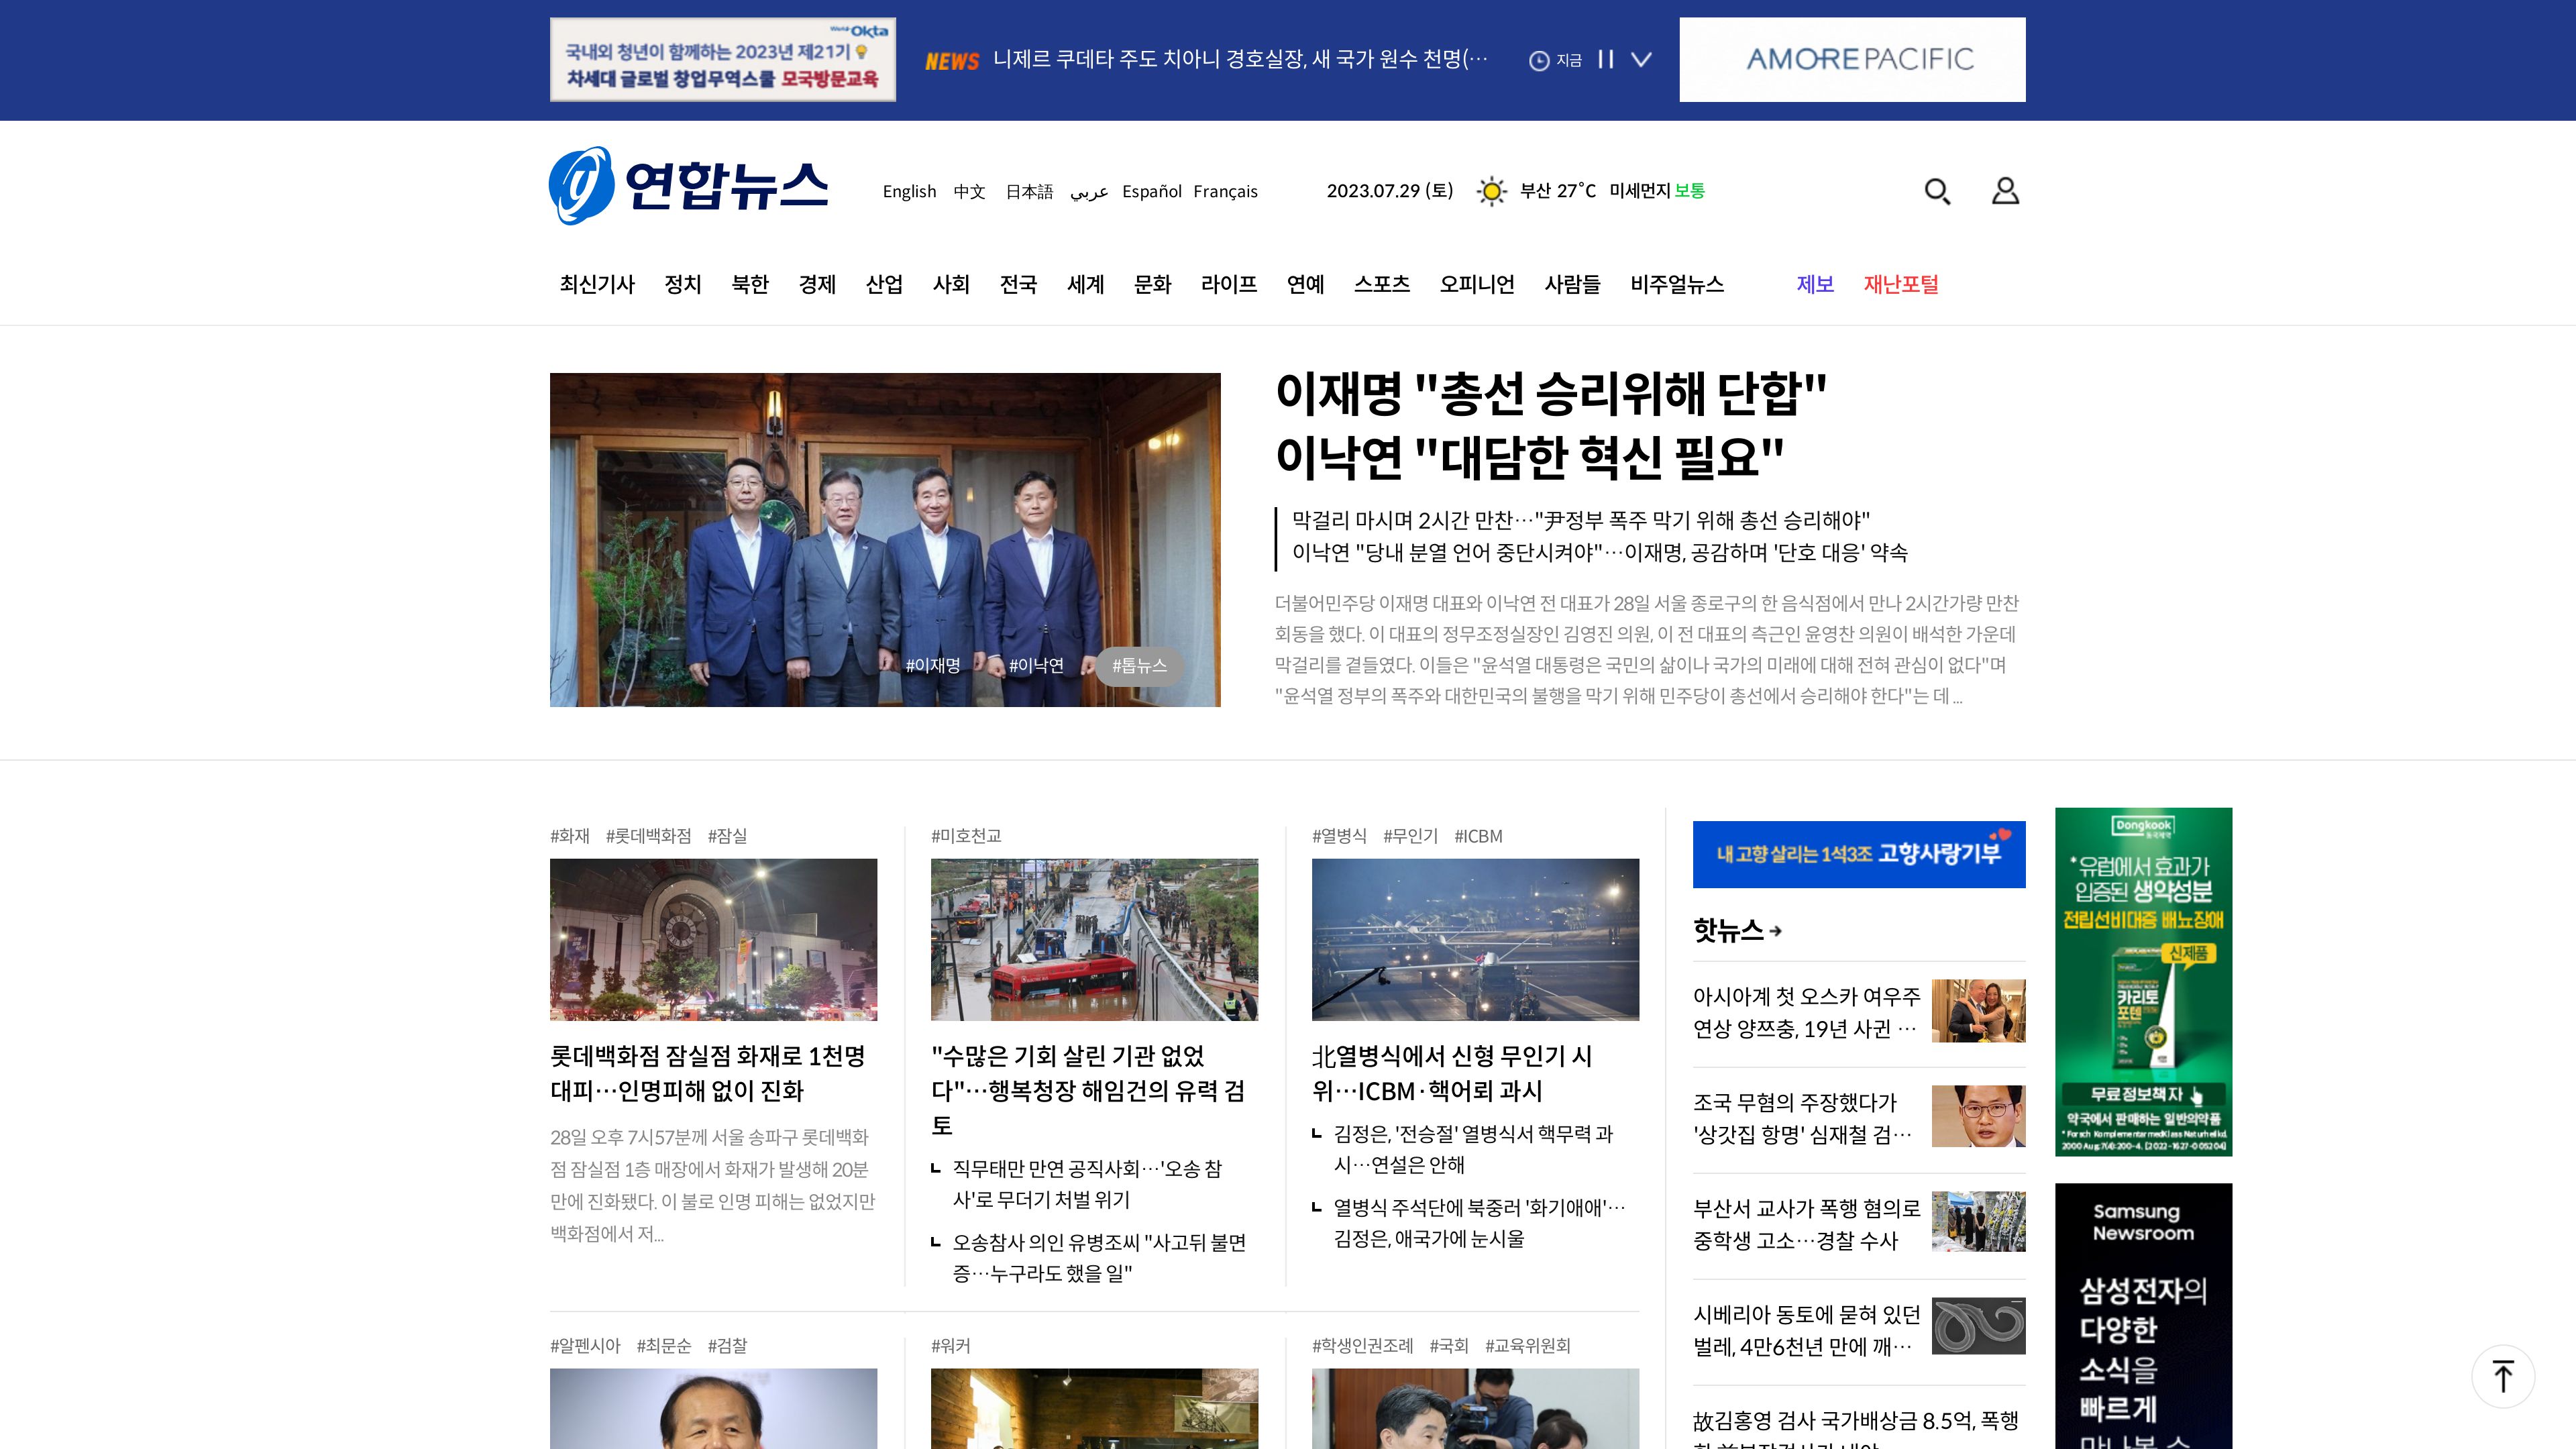 World Okta
국내외 청년이 함께하는 2023년 제21기
차세대 글로벌 창업무역스쿨 모국방문교육
NEWS 니제르 쿠데타 주도 치아니 경호실장, 새 국가 원수 천명(…
지금
AMOREPACIFIC
연합뉴스
English 中文 日本語 عربي Español Français
2023.07.29 (토) 부산 27˚C 미세먼지 보통
최신기사 정치 북한 경제 산업 사회 전국 세계 문화 라이프 연예 스포츠 오피니언 사람들 비주얼뉴스 제보 재난포털
이재명 "총선 승리위해 단합"
이낙연 "대담한 혁신 필요"
막걸리 마시며 2시간 만찬…"尹정부 폭주 막기 위해 총선 승리해야"
이낙연 "당내 분열 언어 중단시켜야"…이재명, 공감하며 '단호 대응' 약속
더불어민주당 이재명 대표와 이낙연 전 대표가 28일 서울 종로구의 한 음식점에서 만나 2시간가량 만찬
회동을 했다. 이 대표의 정무조정실장인 김영진 의원, 이 전 대표의 측근인 윤영찬 의원이 배석한 가운데
막걸리를 곁들였다. 이들은 "윤석열 대통령은 국민의 삶이나 국가의 미래에 대해 전혀 관심이 없다"며
"윤석열 정부의 폭주와 대한민국의 불행을 막기 위해 민주당이 총선에서 승리해야 한다"는 데 ...
#이재명 #이낙연 #톱뉴스
#화재 #롯데백화점 #잠실
롯데백화점 잠실점 화재로 1천명
대피…인명피해 없이 진화
28일 오후 7시57분께 서울 송파구 롯데백화
점 잠실점 1층 매장에서 화재가 발생해 20분
만에 진화됐다. 이 불로 인명 피해는 없었지만
백화점에서 저...
#미호천교
"수많은 기회 살린 기관 없었
다"…행복청장 해임건의 유력 검
토
직무태만 만연 공직사회…'오송 참
사'로 무더기 처벌 위기
오송참사 의인 유병조씨 "사고뒤 불면
증…누구라도 했을 일"
#열병식 #무인기 #ICBM
北열병식에서 신형 무인기 시
위…ICBM·핵어뢰 과시
김정은, '전승절' 열병식서 핵무력 과
시…연설은 안해
열병식 주석단에 북중러 '화기애애'…
김정은, 애국가에 눈시울
내 고향 살리는 1석3조 고향사랑기부
핫뉴스
아시아계 첫 오스카 여우주
연상 양쯔충, 19년 사귄 …
조국 무혐의 주장했다가
'상갓집 항명' 심재철 검…
부산서 교사가 폭행 혐의로
중학생 고소…경찰 수사
시베리아 동토에 묻혀 있던
벌레, 4만6천년 만에 깨…
故김홍영 검사 국가배상금 8.5억, 폭행
Dongkook
동국제약
*유럽에서 효과가
입증된 생약성분
전립선비대증 배뇨장애
신제품
카리토
포텐
무료정보책자
약국에서 판매하는 일반의약품
* Forsch Komplementarmed Klass Naturheilkd.
2000 Aug;7(4):200-4. [2022-1627-005204]
Samsung
Newsroom
삼성전자의
다양한
소식을
빠르게
#알펜시아 #최문순 #검찰
#워커
#학생인권조례 #국회 #교육위원회